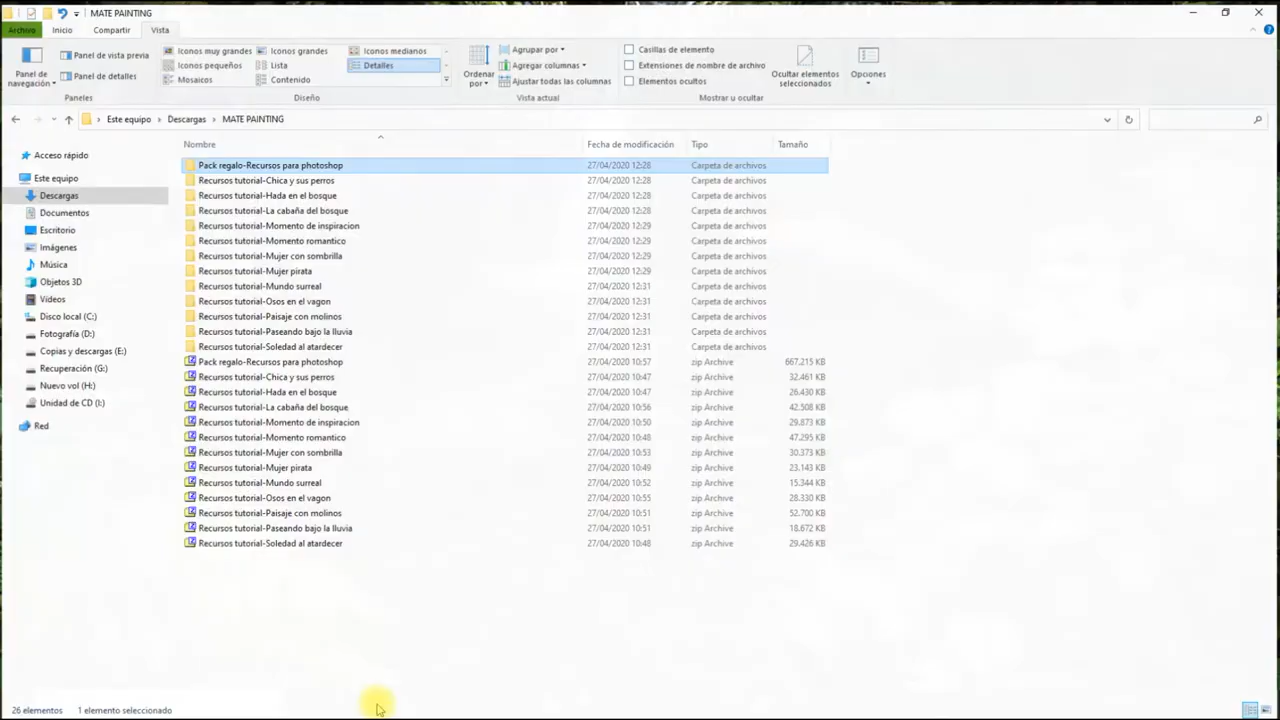 MATE PAINTING
Archivo Inicio Compartir Vista
Panel de navegación
Panel de vista previa
Panel de detalles
Paneles
Iconos muy grandes Iconos grandes Iconos medianos
Iconos pequeños Lista Detalles
Mosaicos Contenido
Diseño
Ordenar por
Agrupar por
Agregar columnas
Ajustar todas las columnas
Vista actual
Casillas de elemento
Extensiones de nombre de archivo
Elementos ocultos
Ocultar elementos seleccionados
Mostrar u ocultar
Opciones
Este equipo > Descargas > MATE PAINTING
Acceso rápido
Este equipo
Descargas
Documentos
Escritorio
Imágenes
Música
Objetos 3D
Vídeos
Disco local (C:)
Fotografía (D:)
Copias y descargas (E:)
Recuperación (G:)
Nuevo vol (H:)
Unidad de CD (I:)
Red
Nombre Fecha de modificación Tipo Tamaño
Pack regalo-Recursos para photoshop 27/04/2020 12:28 Carpeta de archivos
Recursos tutorial-Chica y sus perros 27/04/2020 12:28 Carpeta de archivos
Recursos tutorial-Hada en el bosque 27/04/2020 12:28 Carpeta de archivos
Recursos tutorial-La cabaña del bosque 27/04/2020 12:28 Carpeta de archivos
Recursos tutorial-Momento de inspiracion 27/04/2020 12:29 Carpeta de archivos
Recursos tutorial-Momento romantico 27/04/2020 12:29 Carpeta de archivos
Recursos tutorial-Mujer con sombrilla 27/04/2020 12:29 Carpeta de archivos
Recursos tutorial-Mujer pirata 27/04/2020 12:29 Carpeta de archivos
Recursos tutorial-Mundo surreal 27/04/2020 12:31 Carpeta de archivos
Recursos tutorial-Osos en el vagon 27/04/2020 12:31 Carpeta de archivos
Recursos tutorial-Paisaje con molinos 27/04/2020 12:31 Carpeta de archivos
Recursos tutorial-Paseando bajo la lluvia 27/04/2020 12:31 Carpeta de archivos
Recursos tutorial-Soledad al atardecer 27/04/2020 12:31 Carpeta de archivos
Pack regalo-Recursos para photoshop 27/04/2020 10:57 zip Archive 667.215 KB
Recursos tutorial-Chica y sus perros 27/04/2020 10:47 zip Archive 32.461 KB
Recursos tutorial-Hada en el bosque 27/04/2020 10:47 zip Archive 26.430 KB
Recursos tutorial-La cabaña del bosque 27/04/2020 10:56 zip Archive 42.508 KB
Recursos tutorial-Momento de inspiracion 27/04/2020 10:50 zip Archive 29.873 KB
Recursos tutorial-Momento romantico 27/04/2020 10:48 zip Archive 47.295 KB
Recursos tutorial-Mujer con sombrilla 27/04/2020 10:53 zip Archive 30.373 KB
Recursos tutorial-Mujer pirata 27/04/2020 10:49 zip Archive 23.143 KB
Recursos tutorial-Mundo surreal 27/04/2020 10:52 zip Archive 15.344 KB
Recursos tutorial-Osos en el vagon 27/04/2020 10:55 zip Archive 28.330 KB
Recursos tutorial-Paisaje con molinos 27/04/2020 10:51 zip Archive 52.700 KB
Recursos tutorial-Paseando bajo la lluvia 27/04/2020 10:51 zip Archive 18.672 KB
Recursos tutorial-Soledad al atardecer 27/04/2020 10:48 zip Archive 29.426 KB
26 elementos 1 elemento seleccionado